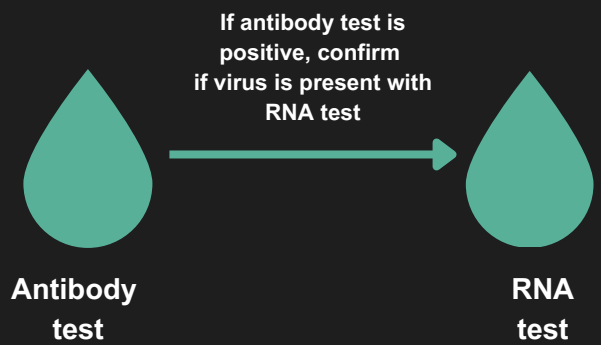 If antibody test is
positive, confirm
if virus is present with
RNA test
Antibody
test
RNA
test